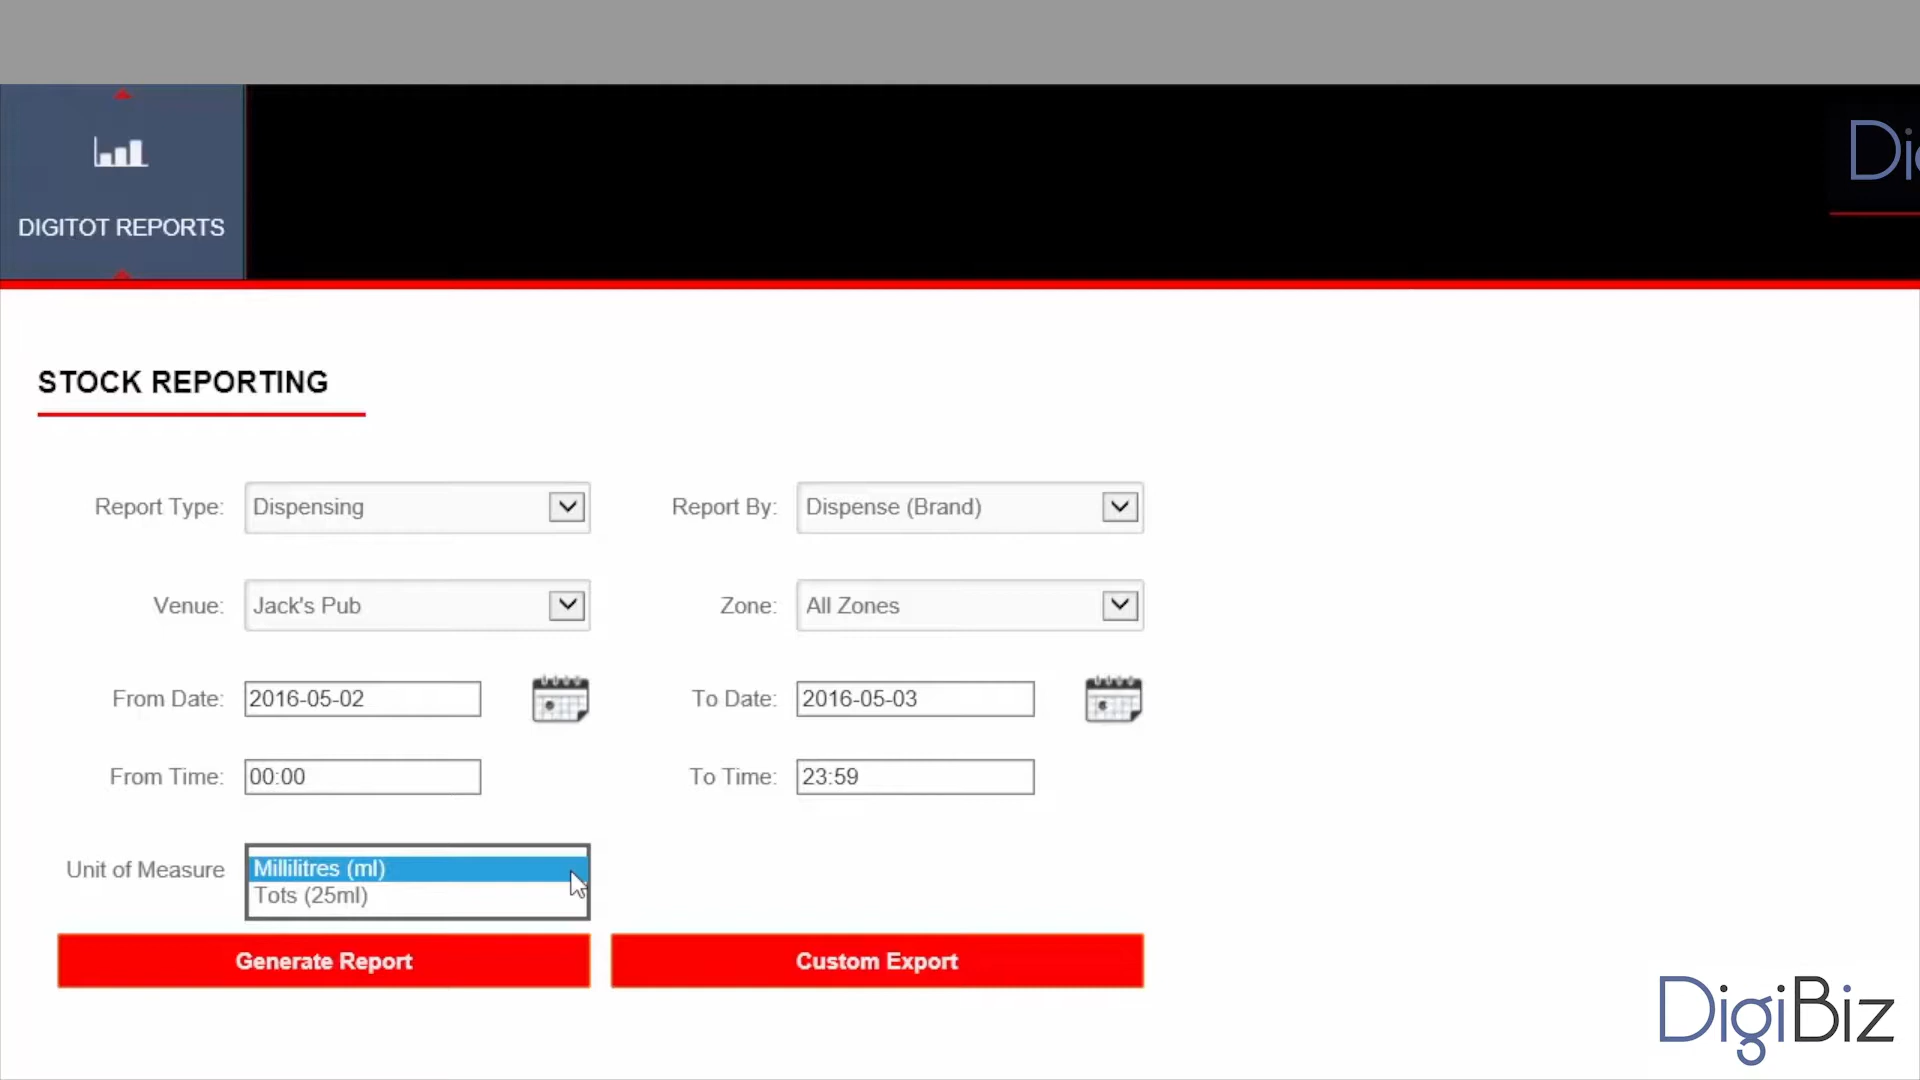 DIGITOT REPORTS
STOCK REPORTING
Report Type: Dispensing Report By: Dispense (Brand)
Venue: Jack's Pub Zone: All Zones
From Date: 2016-05-02 To Date: 2016-05-03
From Time: 00:00 To Time: 23:59
Unit of Measure Millilitres (ml)
Tots (25ml)
Generate Report Custom Export
DigiBiz